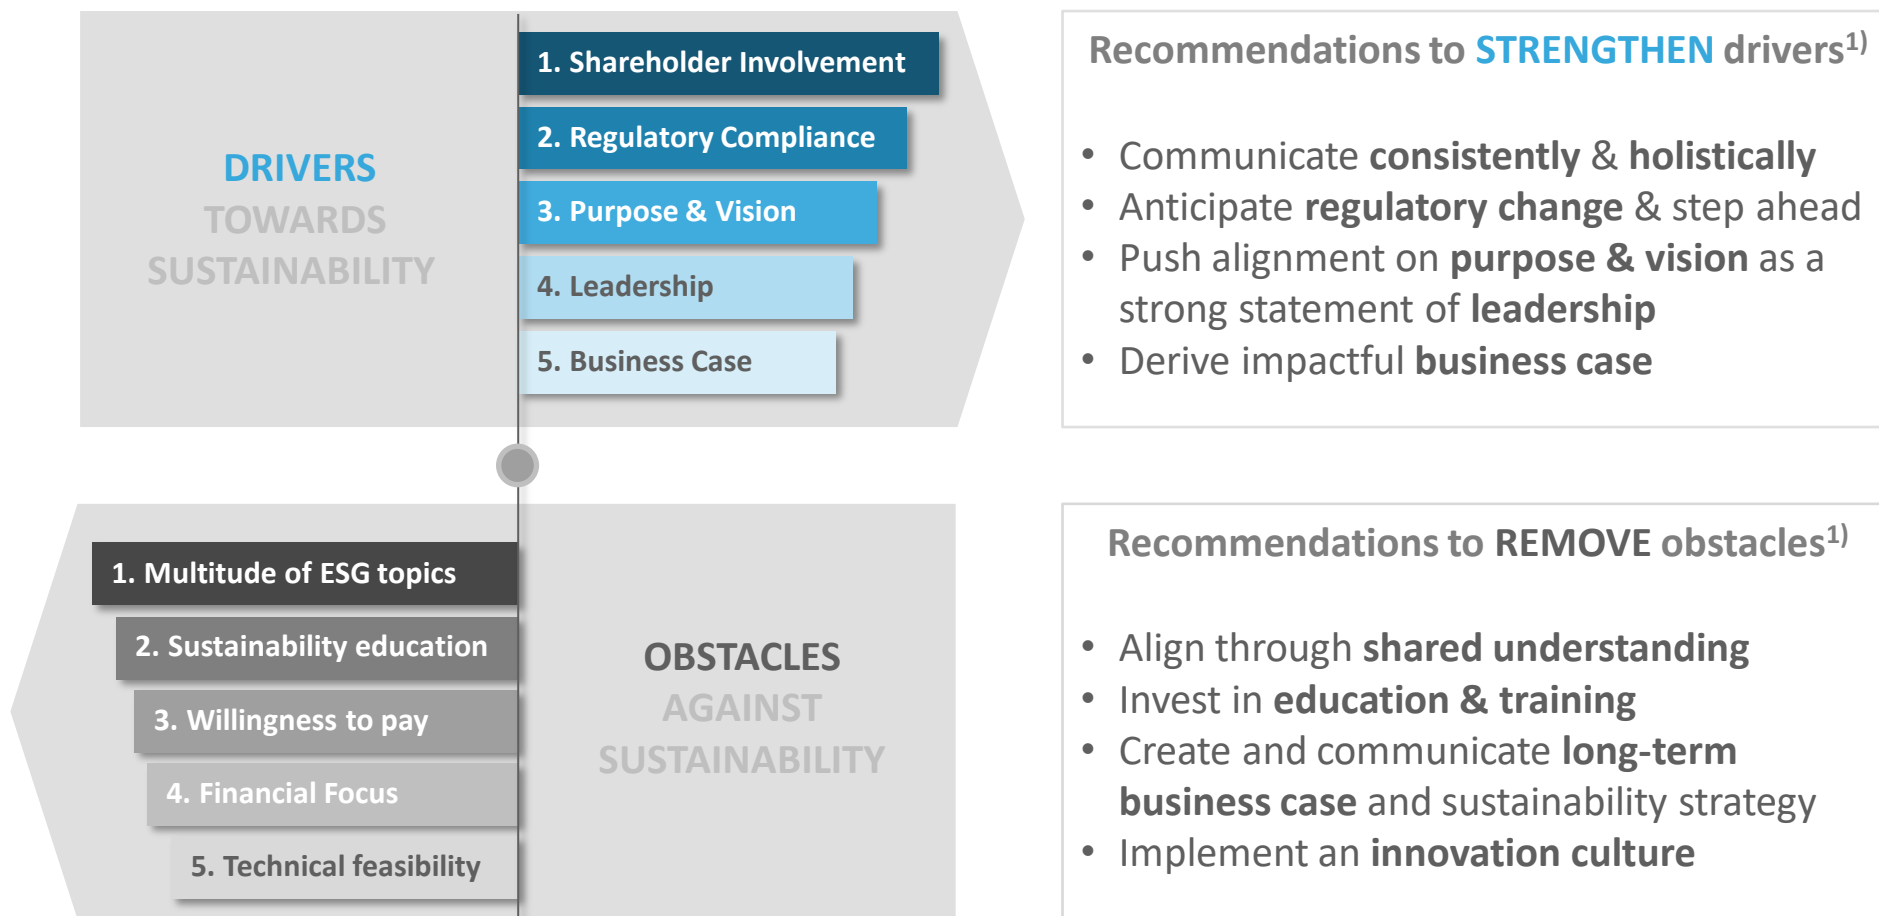 DRIVERS
TOWARDS
SUSTAINABILITY
1. Shareholder Involvement
2. Regulatory Compliance
3. Purpose & Vision
4. Leadership
5. Business Case
Recommendations to STRENGTHEN drivers1)
• Communicate consistently & holistically
• Anticipate regulatory change & step ahead
• Push alignment on purpose & vision as a
strong statement of leadership
• Derive impactful business case
1. Multitude of ESG topics
2. Sustainability education
3. Willingness to pay
4. Financial Focus
5. Technical feasibility
OBSTACLES
AGAINST
SUSTAINABILITY
Recommendations to REMOVE obstacles1)
• Align through shared understanding
• Invest in education & training
• Create and communicate long-term
business case and sustainability strategy
• Implement an innovation culture